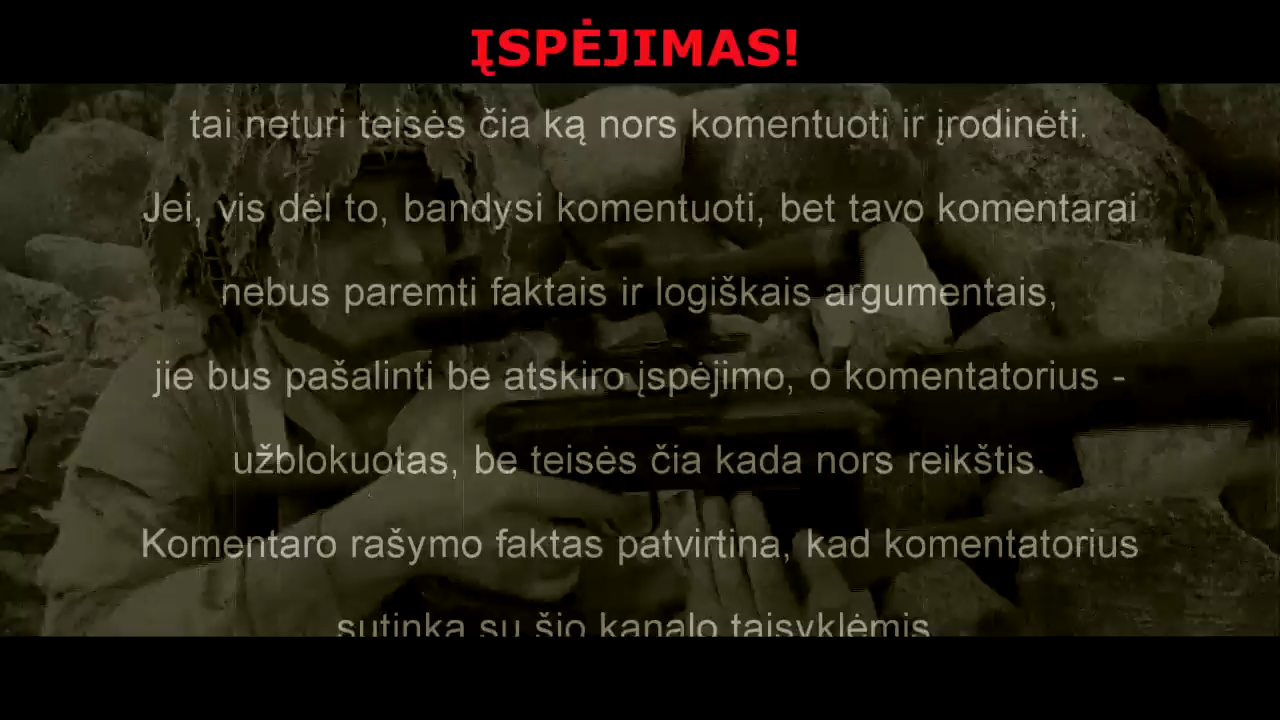 ĮSPĖJIMAS!
tai neturi teisės čia ką nors komentuoti ir įrodinėti.
Jei, vis dėl to, bandysi komentuoti, bet tavo komentarai
nebus paremti faktais ir logiškais argumentais,
jie bus pašalinti be atskiro įspėjimo, o komentatorius -
užblokuotas, be teisės čia kada nors reikštis.
Komentaro rašymo faktas patvirtina, kad komentatorius
sutinka su šio kanalo taisyklėmis